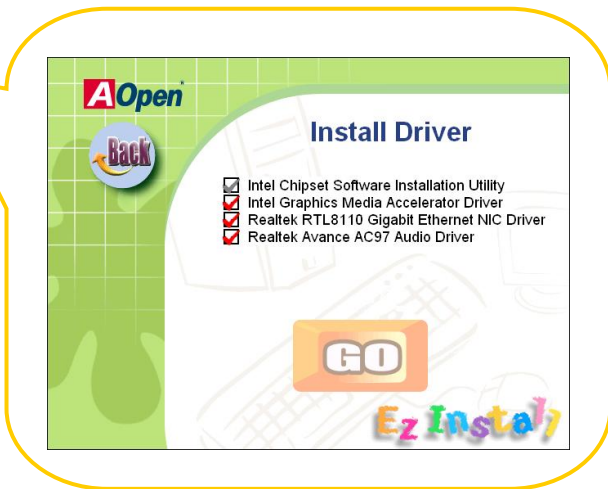 AOpen
Back
Install Driver
Intel Chipset Software Installation Utility
Intel Graphics Media Accelerator Driver
Realtek RTL8110 Gigabit Ethernet NIC Driver
Realtek Avance AC97 Audio Driver
GO
Ez Install